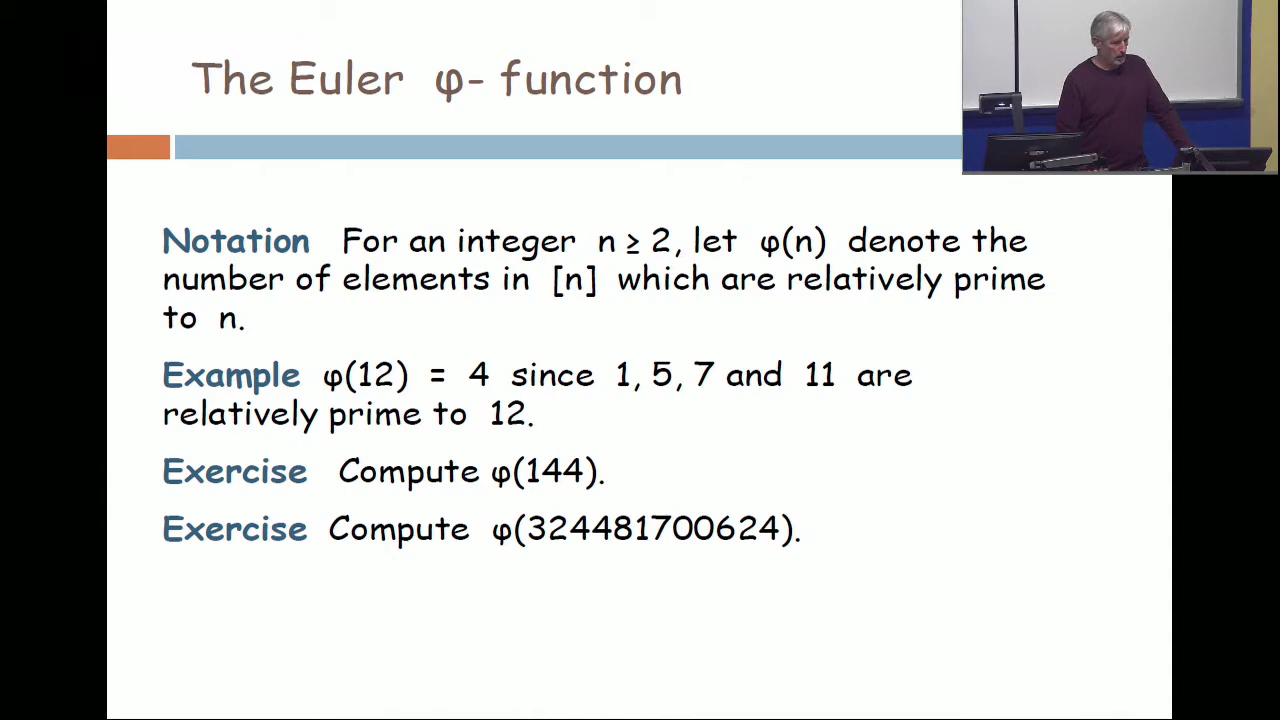 The Euler φ- function
Notation For an integer n ≥ 2, let φ(n) denote the
number of elements in [n] which are relatively prime
to n.
Example φ(12) = 4 since 1, 5, 7 and 11 are
relatively prime to 12.
Exercise Compute φ(144).
Exercise Compute φ(324481700624).